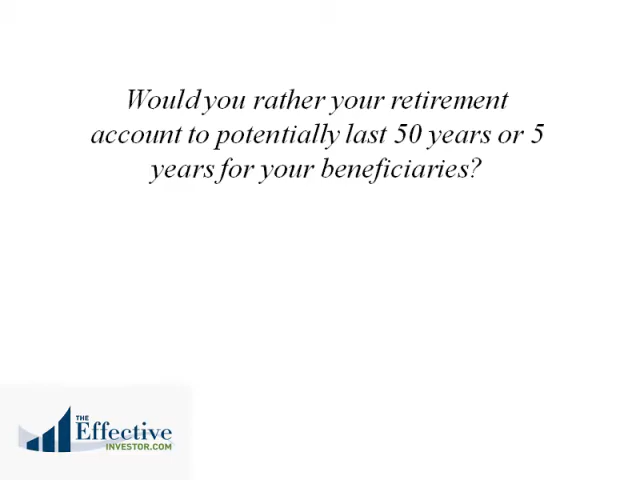 Would you rather your retirement
account to potentially last 50 years or 5
years for your beneficiaries?
THE
Effective
INVESTOR.COM